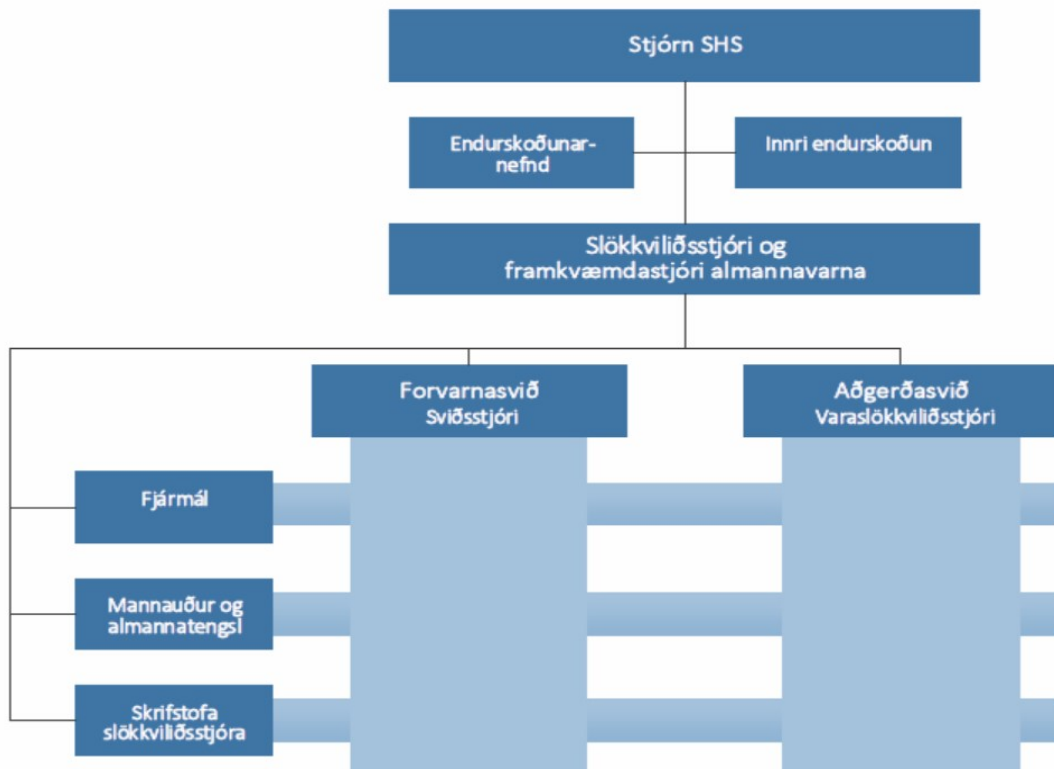 Stjórn SHS
Endurskoðunar-
nefnd
Innri endurskoðun
Slökkviliðsstjóri og
framkvæmdastjóri almannavarna
Forvarnasvið
Sviðsstjóri
Aðgerðasvið
Varaslökkviliðsstjóri
Fjármál
Mannauður og
almannatengsl
Skrifstofa
slökkviliðsstjóra